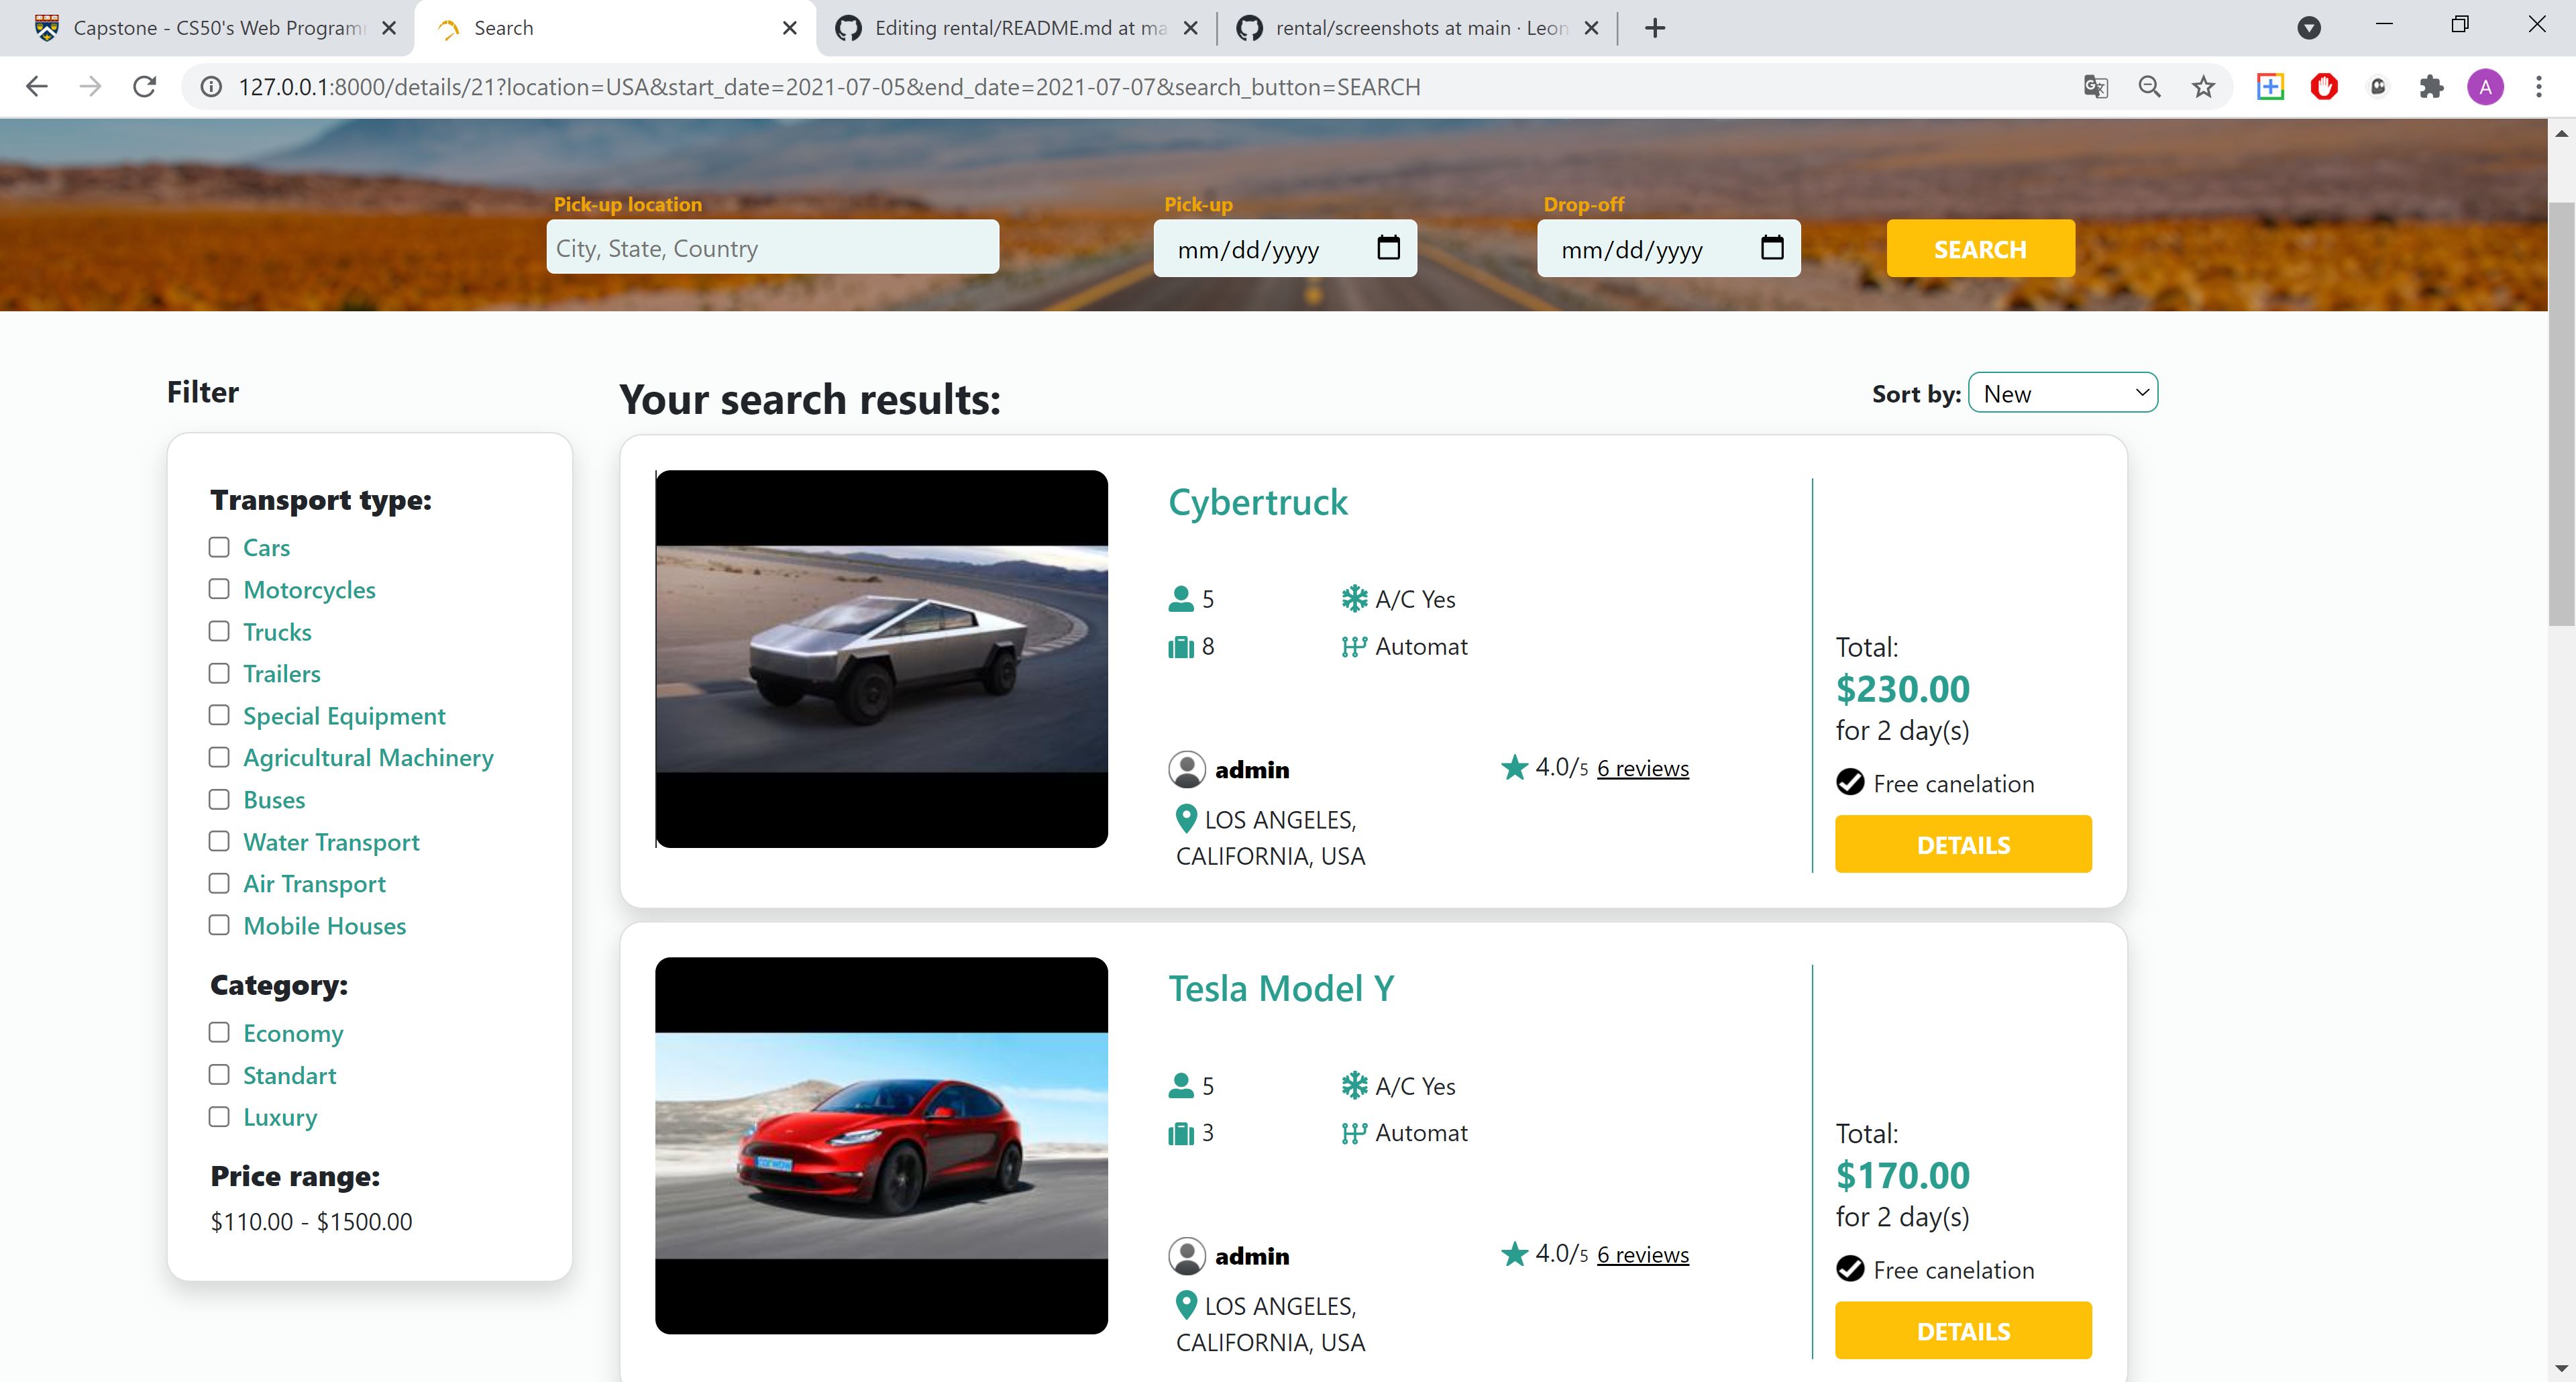 Capstone - CS50's Web Program
Search
Editing rental/README.md at ma
rental/screenshots at main · Leon
127.0.0.1:8000/details/21?location=USA&start_date=2021-07-05&end_date=2021-07-07&search_button=SEARCH
A
Pick-up location
Pick-up
Drop-off
City, State, Country
mm/dd/yyyy
mm/dd/yyyy
SEARCH
Filter
Your search results:
Sort by: New
Transport type:
Cars
Motorcycles
Trucks
Trailers
Special Equipment
Agricultural Machinery
Buses
Water Transport
Air Transport
Mobile Houses
Category:
Economy
Standart
Luxury
Price range:
$110.00 - $1500.00
Cybertruck
5
A/C Yes
8
Automat
admin
4.0/5 6 reviews
LOS ANGELES,
CALIFORNIA, USA
Total:
$230.00
for 2 day(s)
Free canelation
DETAILS
Tesla Model Y
5
A/C Yes
3
Automat
admin
4.0/5 6 reviews
LOS ANGELES,
CALIFORNIA, USA
Total:
$170.00
for 2 day(s)
Free canelation
DETAILS